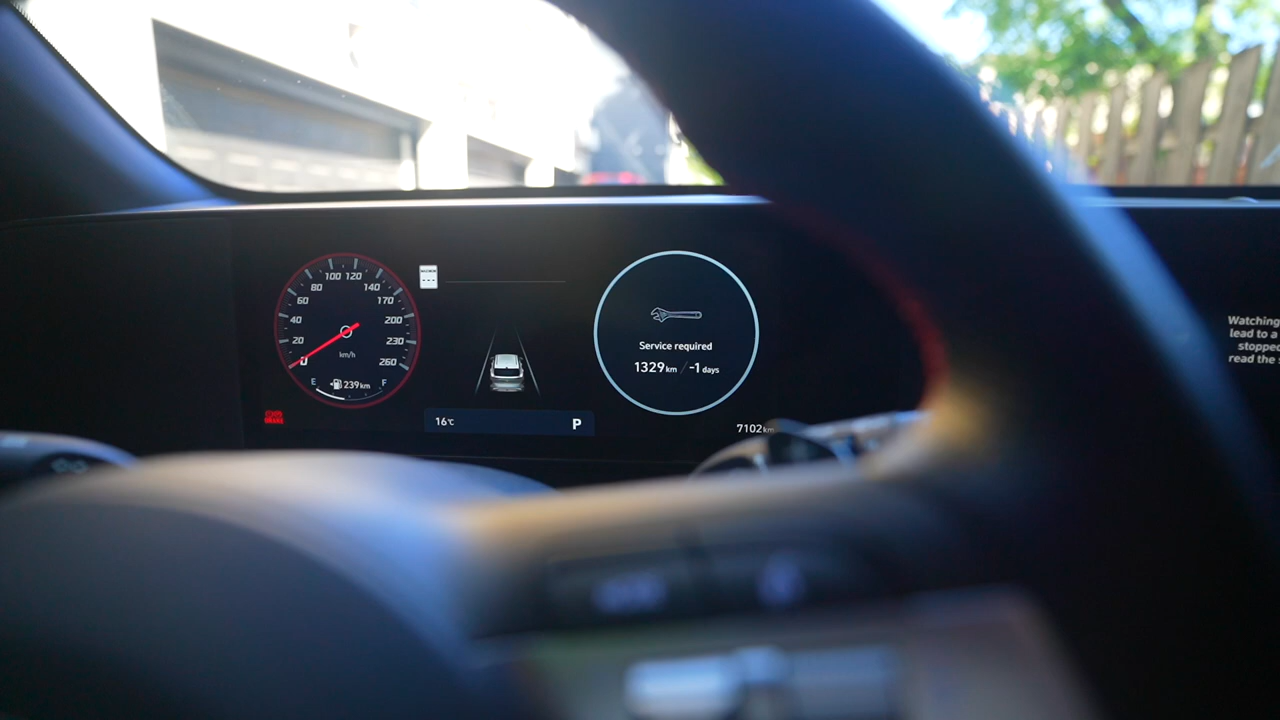 0
20
40
60
80
100
120
140
170
200
230
260
km/h
E
239km
F
Service required
1329km / -1 days
16℃
P
7102km
Watching
lead to a
stopped
read the s